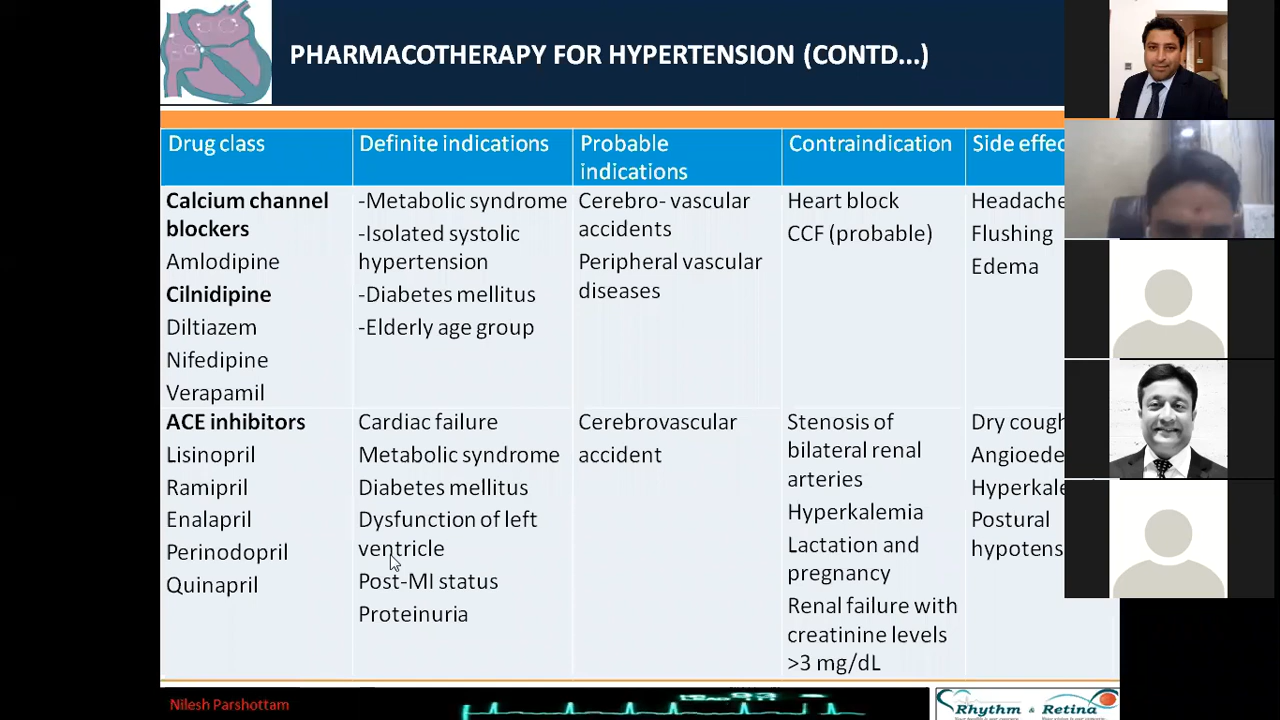 PHARMACOTHERAPY FOR HYPERTENSION (CONTD...)
Drug class
Definite indications
Probable
indications
Contraindication
Side effec
Calcium channel
blockers
Amlodipine
Cilnidipine
Diltiazem
Nifedipine
Verapamil
-Metabolic syndrome
-Isolated systolic
hypertension
-Diabetes mellitus
-Elderly age group
Cerebro- vascular
accidents
Peripheral vascular
diseases
Heart block
CCF (probable)
Headache
Flushing
Edema
ACE inhibitors
Lisinopril
Ramipril
Enalapril
Perinodopril
Quinapril
Cardiac failure
Metabolic syndrome
Diabetes mellitus
Dysfunction of left
ventricle
Post-MI status
Proteinuria
Cerebrovascular
accident
Stenosis of
bilateral renal
arteries
Hyperkalemia
Lactation and
pregnancy
Renal failure with
creatinine levels
>3 mg/dL
Dry cough
Angioede
Hyperkale
Postural
hypotens
Nilesh Parshottam
Rhythm & Retina